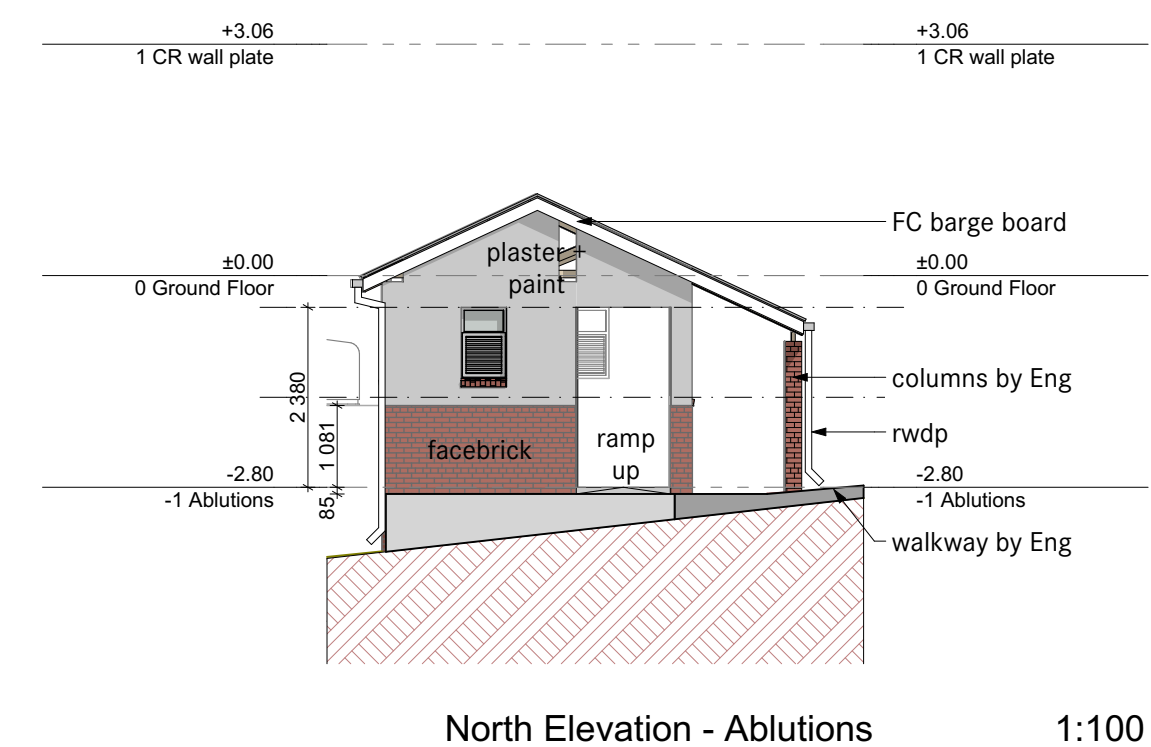 +3.06
1 CR wall plate
+3.06
1 CR wall plate
FC barge board
plaster +
paint
±0.00
0 Ground Floor
±0.00
0 Ground Floor
2 380
1 081
85
columns by Eng
facebrick
ramp
up
rwdp
-2.80
-1 Ablutions
-2.80
-1 Ablutions
walkway by Eng
North Elevation - Ablutions
1:100